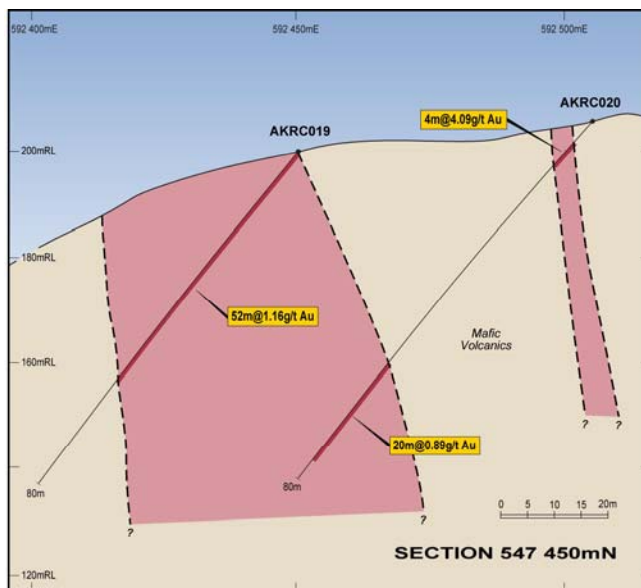 592 400mE
592 450mE
592 500mE
AKRC020
4m@4.09g/t Au
AKRC019
200mRL
180mRL
52m@1.16g/t Au
Mafic
Volcanics
160mRL
?
?
20m@0.89g/t Au
80m
80m
0 5 10 15 20m
?
?
SECTION 547 450mN
120mRL